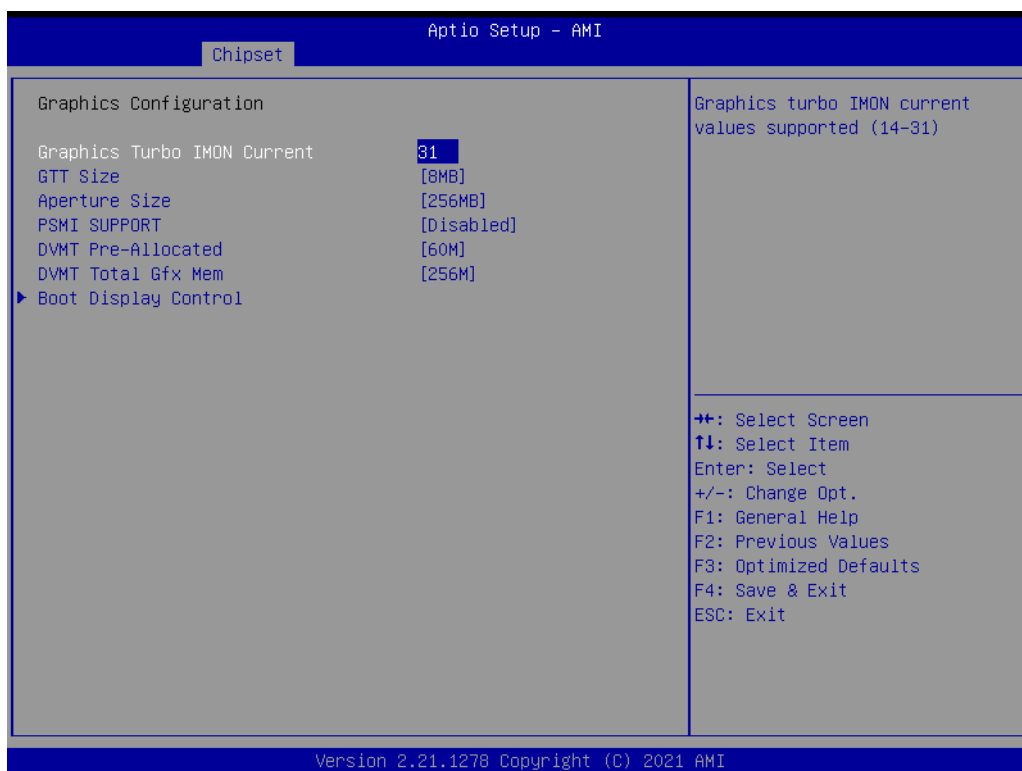 Aptio Setup – AMI
Chipset
Graphics Configuration
Graphics Turbo IMON Current 31
GTT Size [8MB]
Aperture Size [256MB]
PSMI SUPPORT [Disabled]
DVMT Pre-Allocated [60M]
DVMT Total Gfx Mem [256M]
Boot Display Control
Graphics turbo IMON current
values supported (14-31)
→←: Select Screen
↑↓: Select Item
Enter: Select
+/-: Change Opt.
F1: General Help
F2: Previous Values
F3: Optimized Defaults
F4: Save & Exit
ESC: Exit
Version 2.21.1278 Copyright (C) 2021 AMI